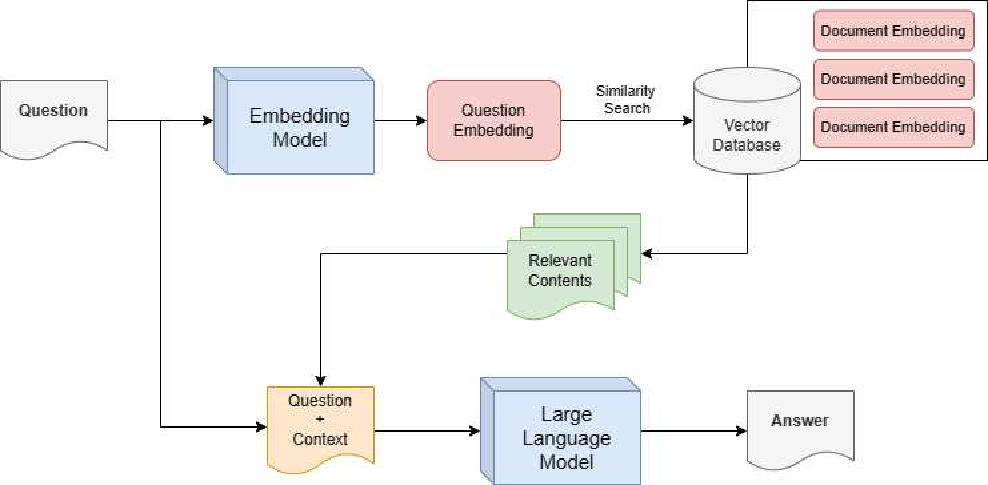 Question
Embedding
Model
Question
Embedding
Similarity
Search
Vector
Database
Document Embedding
Document Embedding
Document Embedding
Relevant
Contents
Question
+
Context
Large
Language
Model
Answer